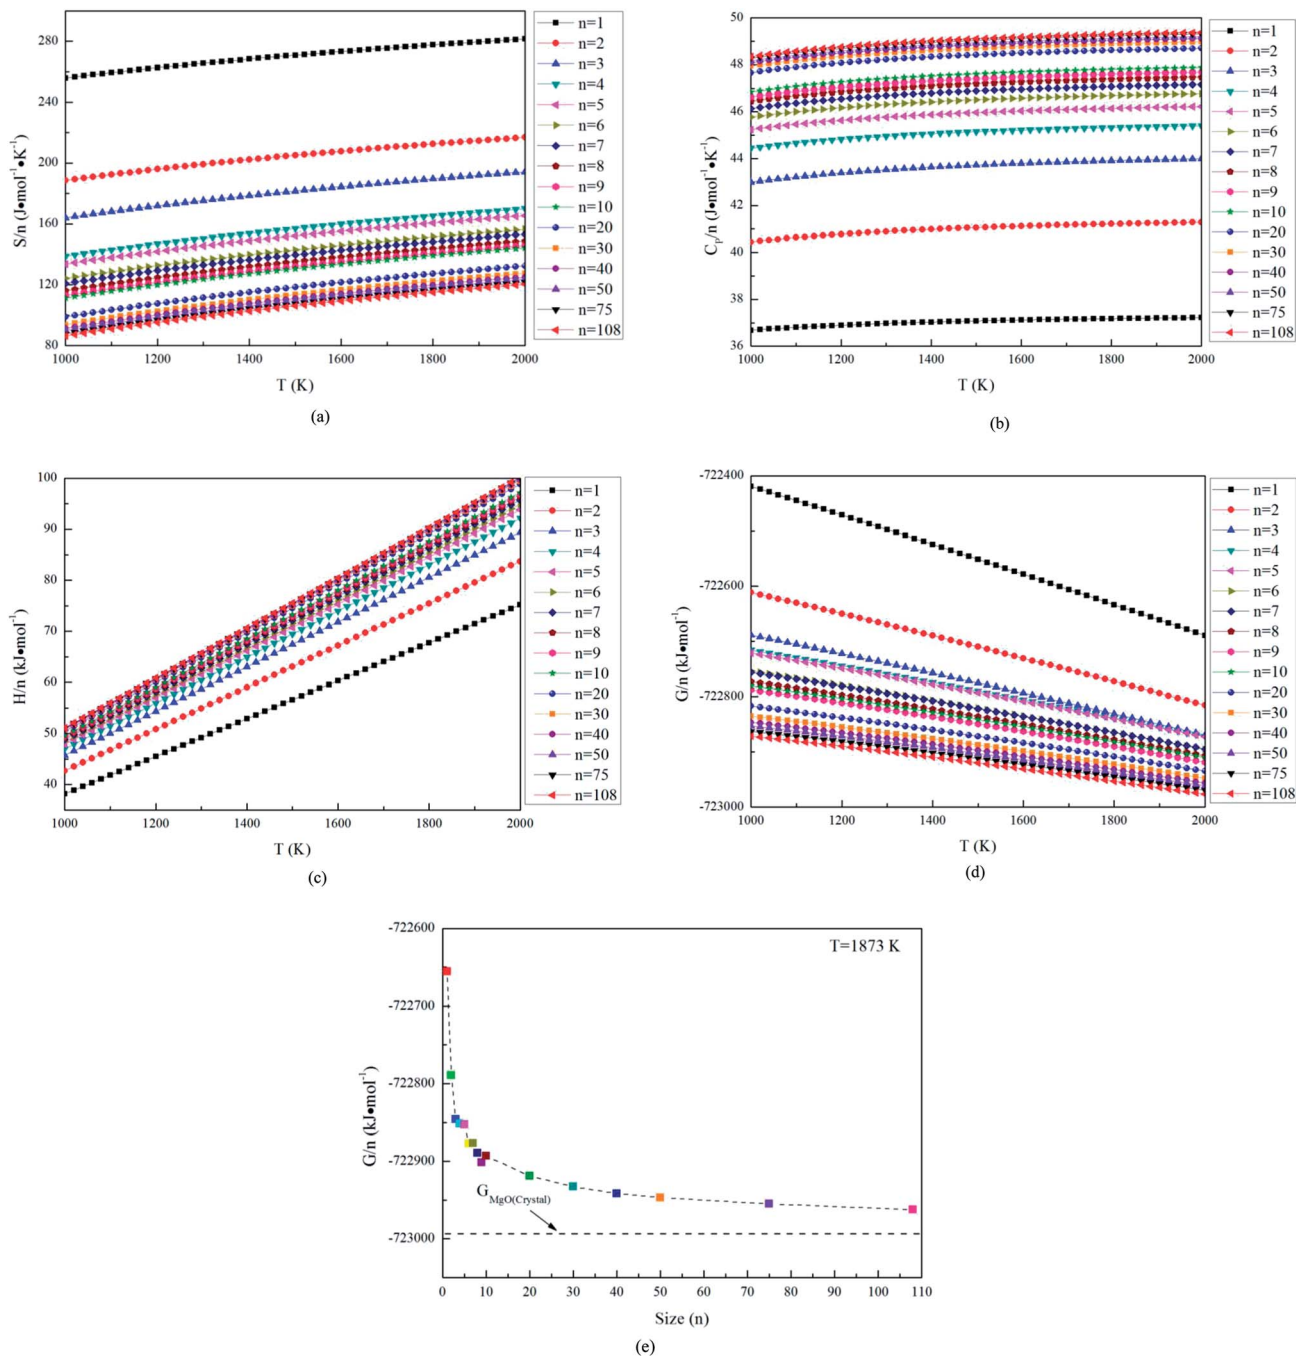 280
240
200
160
120
80
S/n (J•mol⁻¹•K⁻¹)
1000 1200 1400 1600 1800 2000
T (K)
n=1
n=2
n=3
n=4
n=5
n=6
n=7
n=8
n=9
n=10
n=20
n=30
n=40
n=50
n=75
n=108
(a)
50
48
46
44
42
40
38
36
Cₚ/n (J•mol⁻¹•K⁻¹)
1000 1200 1400 1600 1800 2000
T (K)
n=1
n=2
n=3
n=4
n=5
n=6
n=7
n=8
n=9
n=10
n=20
n=30
n=40
n=50
n=75
n=108
(b)
100
90
80
70
60
50
40
H/n (kJ•mol⁻¹)
1000 1200 1400 1600 1800 2000
T (K)
n=1
n=2
n=3
n=4
n=5
n=6
n=7
n=8
n=9
n=10
n=20
n=30
n=40
n=50
n=75
n=108
(c)
-722400
-722600
-722800
-723000
G/n (kJ•mol⁻¹)
1000 1200 1400 1600 1800 2000
T (K)
n=1
n=2
n=3
n=4
n=5
n=6
n=7
n=8
n=9
n=10
n=20
n=30
n=40
n=50
n=75
n=108
(d)
-722600
-722700
-722800
-722900
-723000
G/n (kJ•mol⁻¹)
T=1873 K
G MgO(Crystal)
0 10 20 30 40 50 60 70 80 90 100 110
Size (n)
(e)